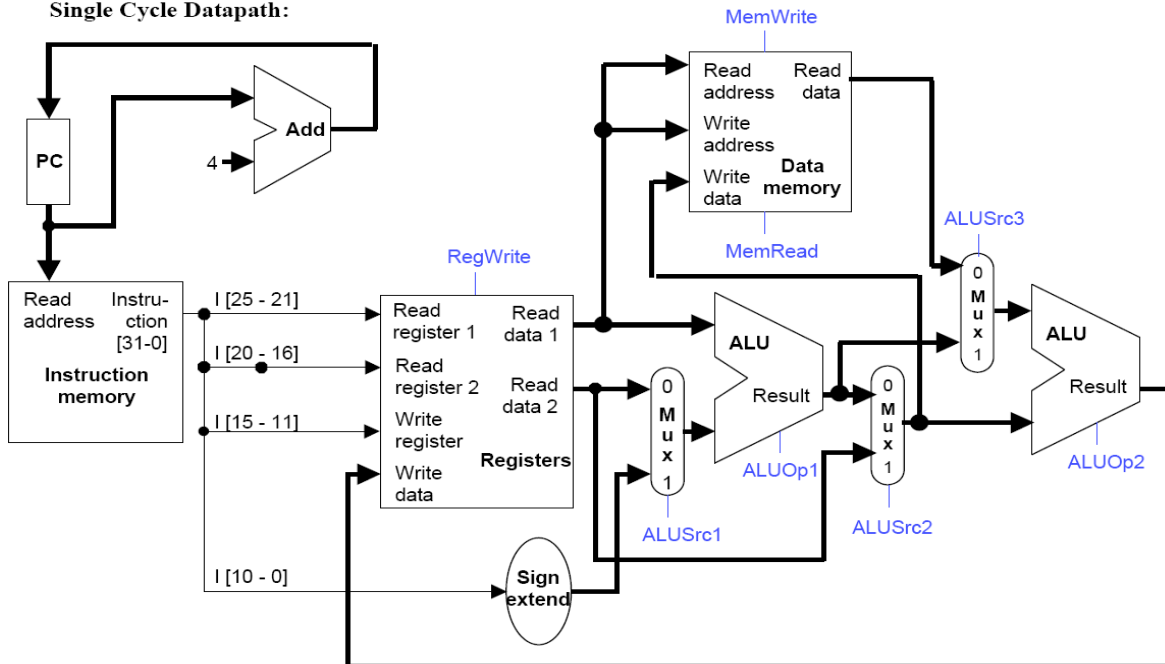 Single Cycle Datapath:
PC
Add
4
Read
address
Instru-
ction
[31-0]
Instruction
memory
I [25 - 21]
I [20 - 16]
I [15 - 11]
I [10 - 0]
RegWrite
Read
register 1
Read
data 1
Read
register 2
Read
data 2
Write
register
Registers
Write
data
Sign
extend
0
M
u
x
1
ALUSrc1
ALU
Result
ALUOp1
MemWrite
Read
address
Read
data
Write
address
Write
data
Data
memory
MemRead
0
M
u
x
1
ALUSrc2
ALUSrc3
0
M
u
x
1
ALU
Result
ALUOp2